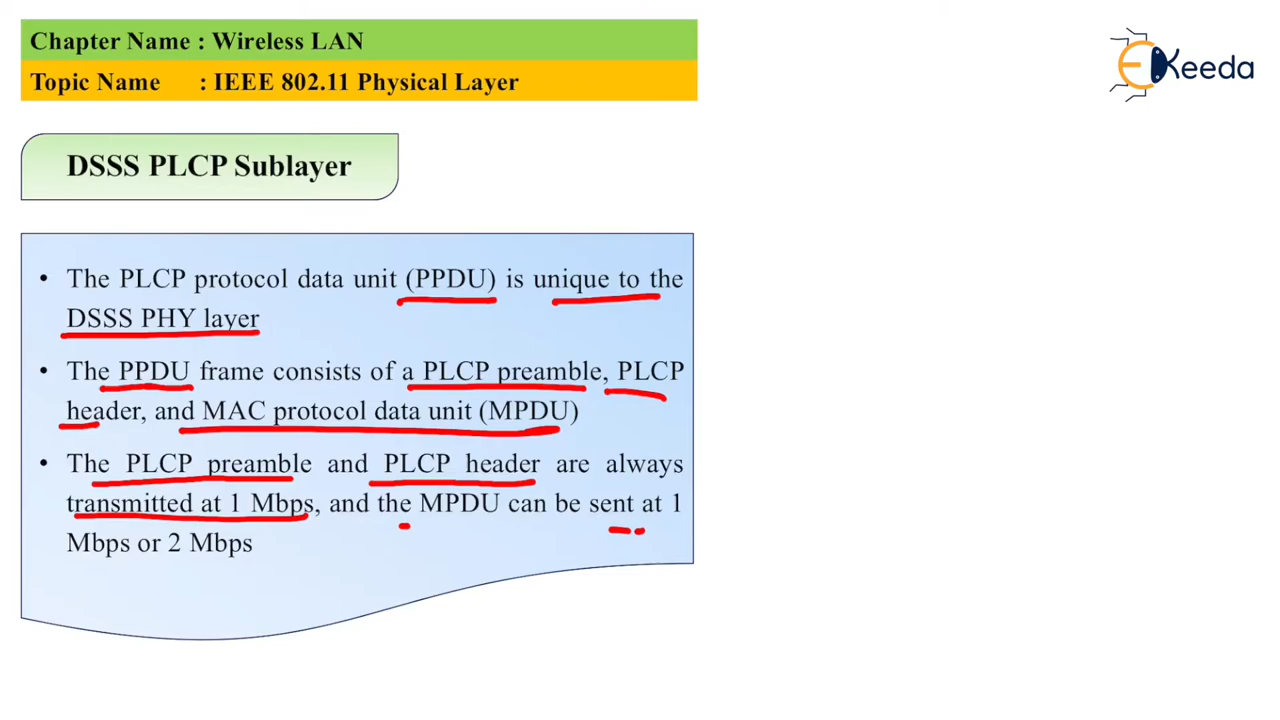 Chapter Name : Wireless LAN
Topic Name : IEEE 802.11 Physical Layer
EKeeda
DSSS PLCP Sublayer
• The PLCP protocol data unit (PPDU) is unique to the
DSSS PHY layer
• The PPDU frame consists of a PLCP preamble, PLCP
header, and MAC protocol data unit (MPDU)
• The PLCP preamble and PLCP header are always
transmitted at 1 Mbps, and the MPDU can be sent at 1
Mbps or 2 Mbps